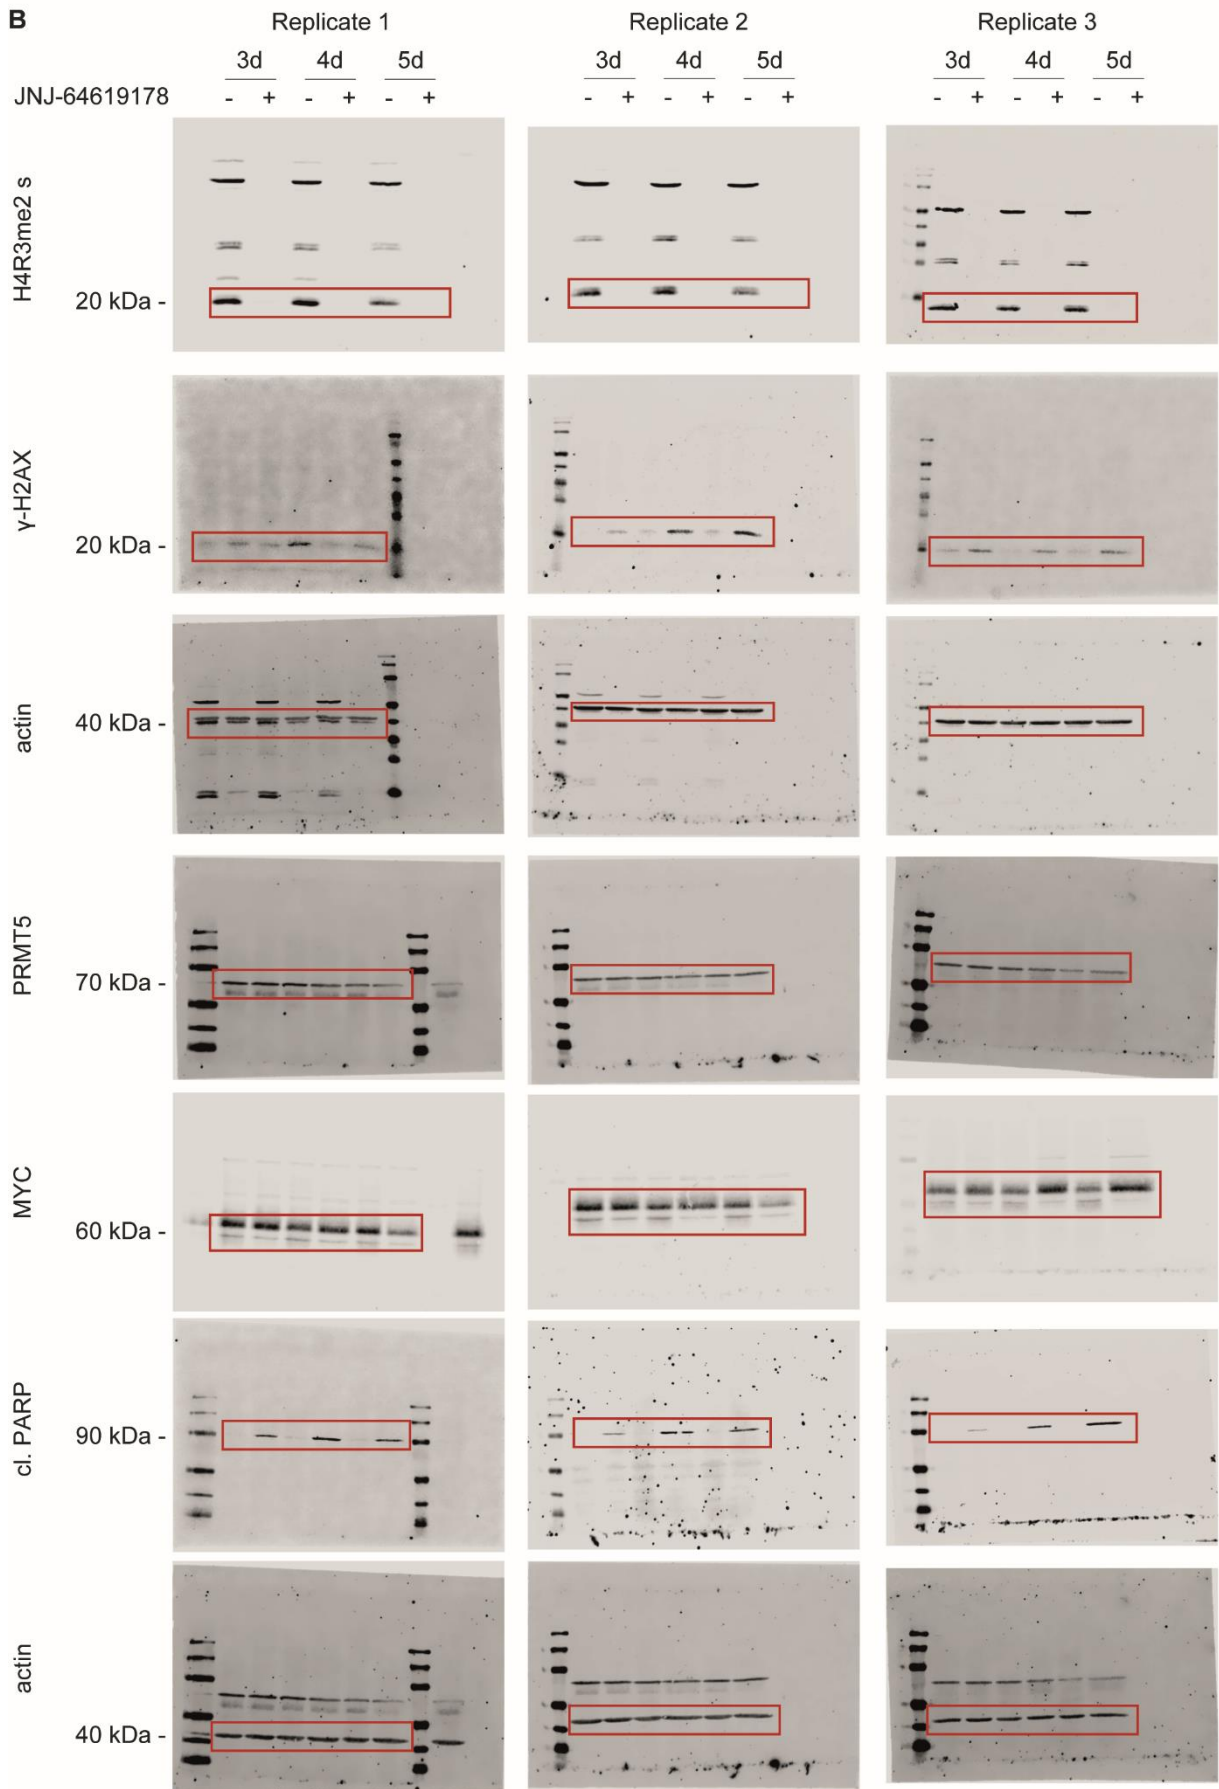 B
Replicate 1 Replicate 2 Replicate 3
3d 4d 5d 3d 4d 5d 3d 4d 5d
JNJ-64619178 - + - + - + - + - + - + - + - + - +
H4R3me2 s
20 kDa -
γ-H2AX
20 kDa -
actin
40 kDa -
PRMT5
70 kDa -
MYC
60 kDa -
cl. PARP
90 kDa -
actin
40 kDa -